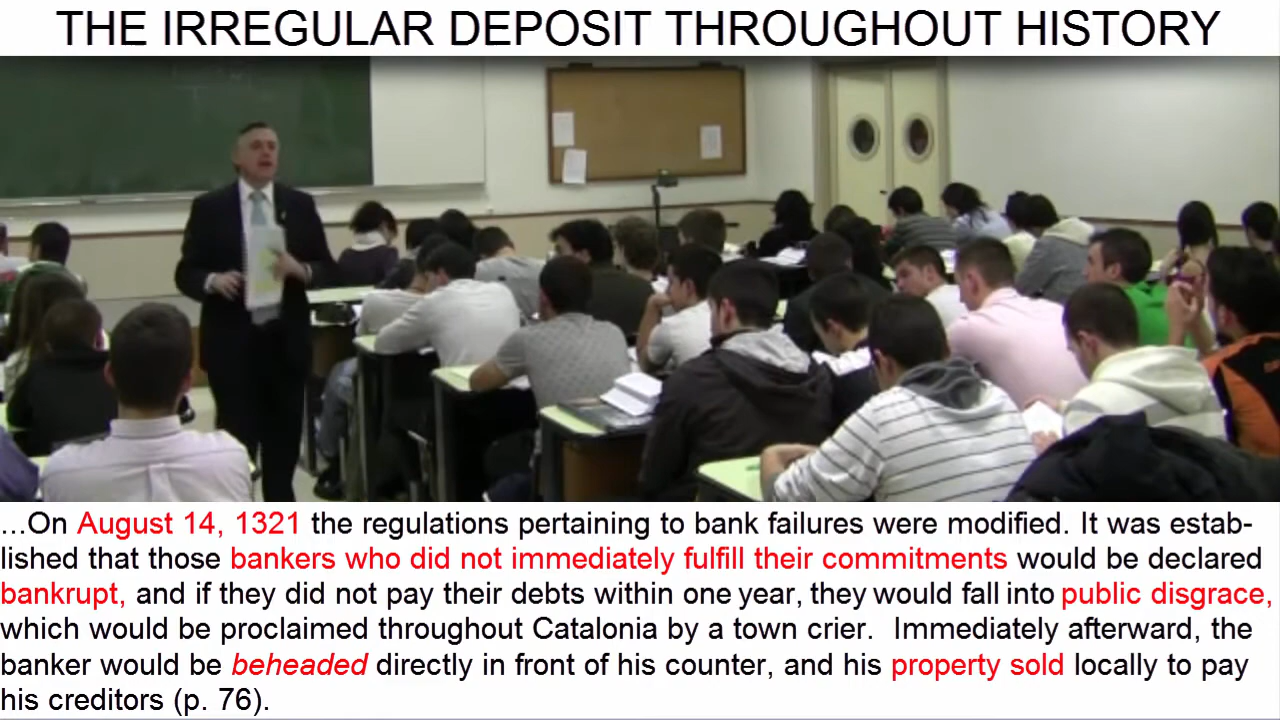 THE IRREGULAR DEPOSIT THROUGHOUT HISTORY
...On August 14, 1321 the regulations pertaining to bank failures were modified. It was estab-
lished that those bankers who did not immediately fulfill their commitments would be declared
bankrupt, and if they did not pay their debts within one year, they would fall into public disgrace,
which would be proclaimed throughout Catalonia by a town crier. Immediately afterward, the
banker would be beheaded directly in front of his counter, and his property sold locally to pay
his creditors (p. 76).